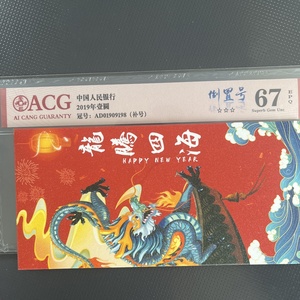 ACG
AI CANG GUARANTY
中国人民银行
2019年壹圆
冠号:AD01909198(补号)
倒置号
☆☆☆
67 EPQ
Superb Gem Unc
龍騰四海
HAPPY NEW YEAR